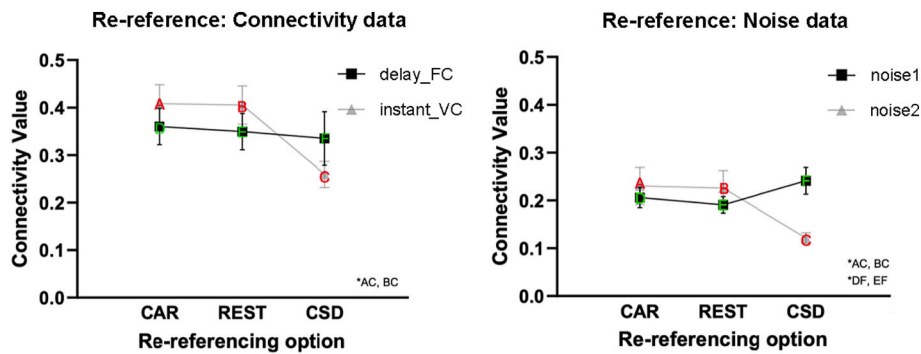 Re-reference: Connectivity data
0.5
0.4
0.3
0.2
0.1
0.0
Connectivity Value
delay_FC
instant_VC
A
B
C
*AC, BC
CAR REST CSD
Re-referencing option
Re-reference: Noise data
0.5
0.4
0.3
0.2
0.1
0.0
Connectivity Value
noise1
noise2
A
B
C
*AC, BC
*DF, EF
CAR REST CSD
Re-referencing option